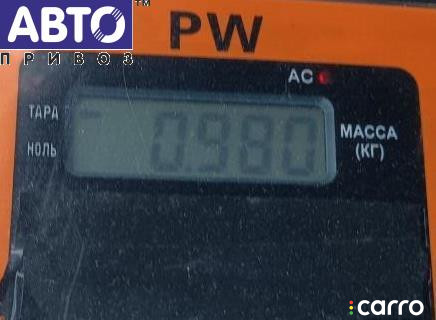 АВТО™
ПРИВОЗ
PW
AC
ТАРА
НОЛЬ
0.980
МАССА
(КГ)
carro